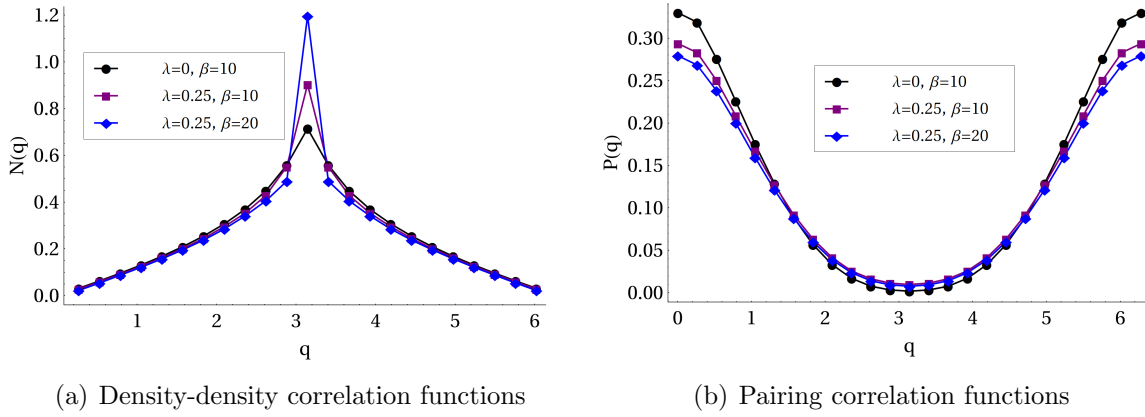 1.2
1.0
0.8
0.6
0.4
0.2
0.0
N(q)
λ=0, β=10
λ=0.25, β=10
λ=0.25, β=20
1 2 3 4 5 6
q
(a) Density-density correlation functions
0.30
0.25
0.20
0.15
0.10
0.05
0.00
P(q)
λ=0, β=10
λ=0.25, β=10
λ=0.25, β=20
0 1 2 3 4 5 6
q
(b) Pairing correlation functions